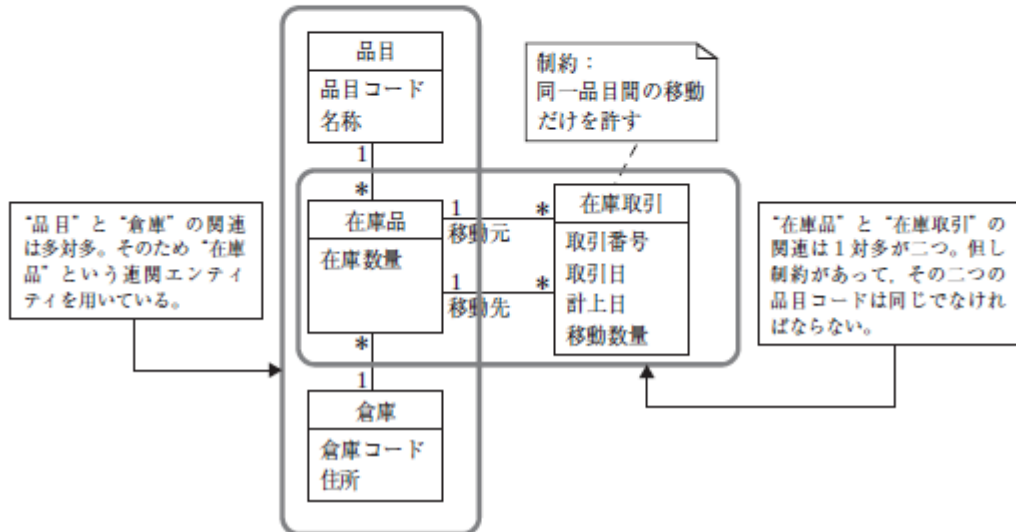 品目
品目コード
名称
制約：
同一品目間の移動
だけを許す
1
*
"品目"と"倉庫"の関連
は多対多。そのため"在庫
品"という連関エンティ
ティを用いている。
在庫品
在庫数量
1
*
移動元
1
*
移動先
在庫取引
取引番号
取引日
計上日
移動数量
"在庫品"と"在庫取引"の
関連は1対多が二つ。但し
制約があって，その二つの
品目コードは同じでなけれ
ばならない。
*
1
倉庫
倉庫コード
住所